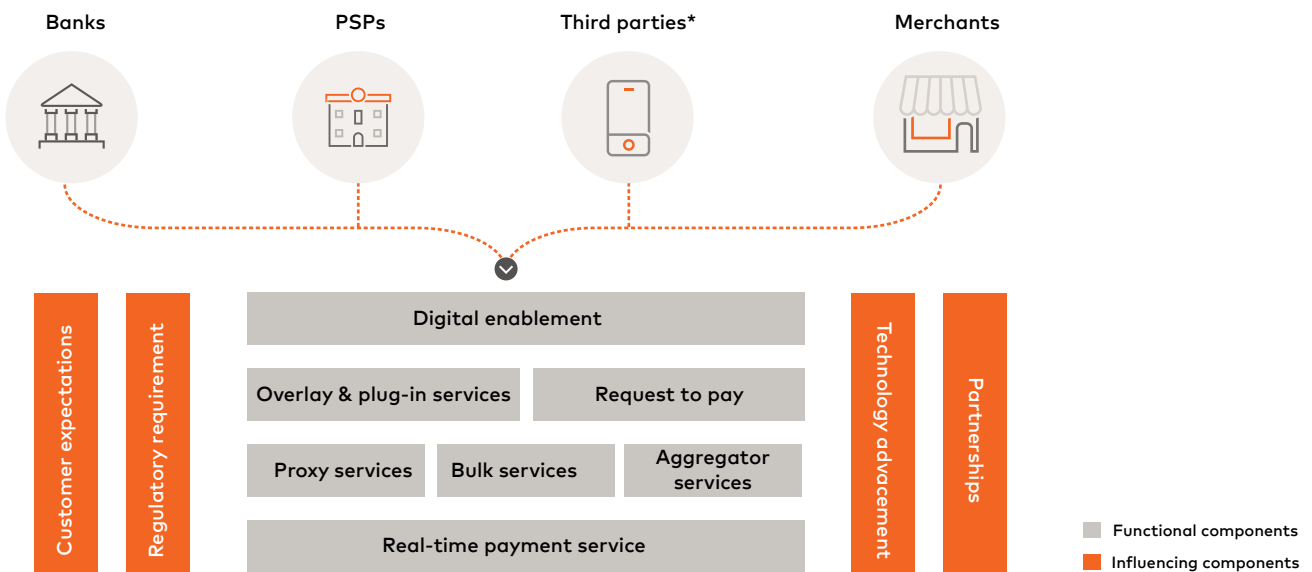 Banks
PSPs
Third parties*
Merchants
Customer expectations
Regulatory requirement
Digital enablement
Overlay & plug-in services
Request to pay
Proxy services
Bulk services
Aggregator
services
Real-time payment service
Technology advacement
Partnerships
Functional components
Influencing components